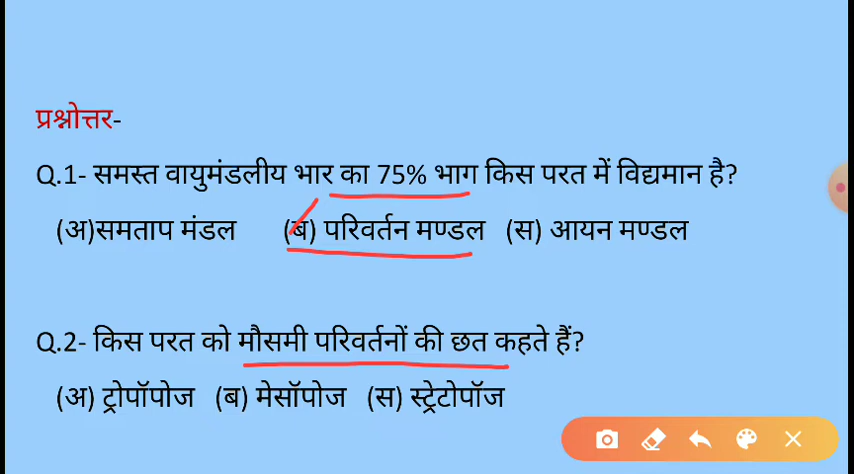 प्रश्नोत्तर-
Q.1- समस्त वायुमंडलीय भार का 75% भाग किस परत में विद्यमान है?
(अ)समताप मंडल (ब) परिवर्तन मण्डल (स) आयन मण्डल
Q.2- किस परत को मौसमी परिवर्तनों की छत कहते हैं?
(अ) ट्रोपॉपोज (ब) मेसॉपोज (स) स्ट्रेटोपॉज